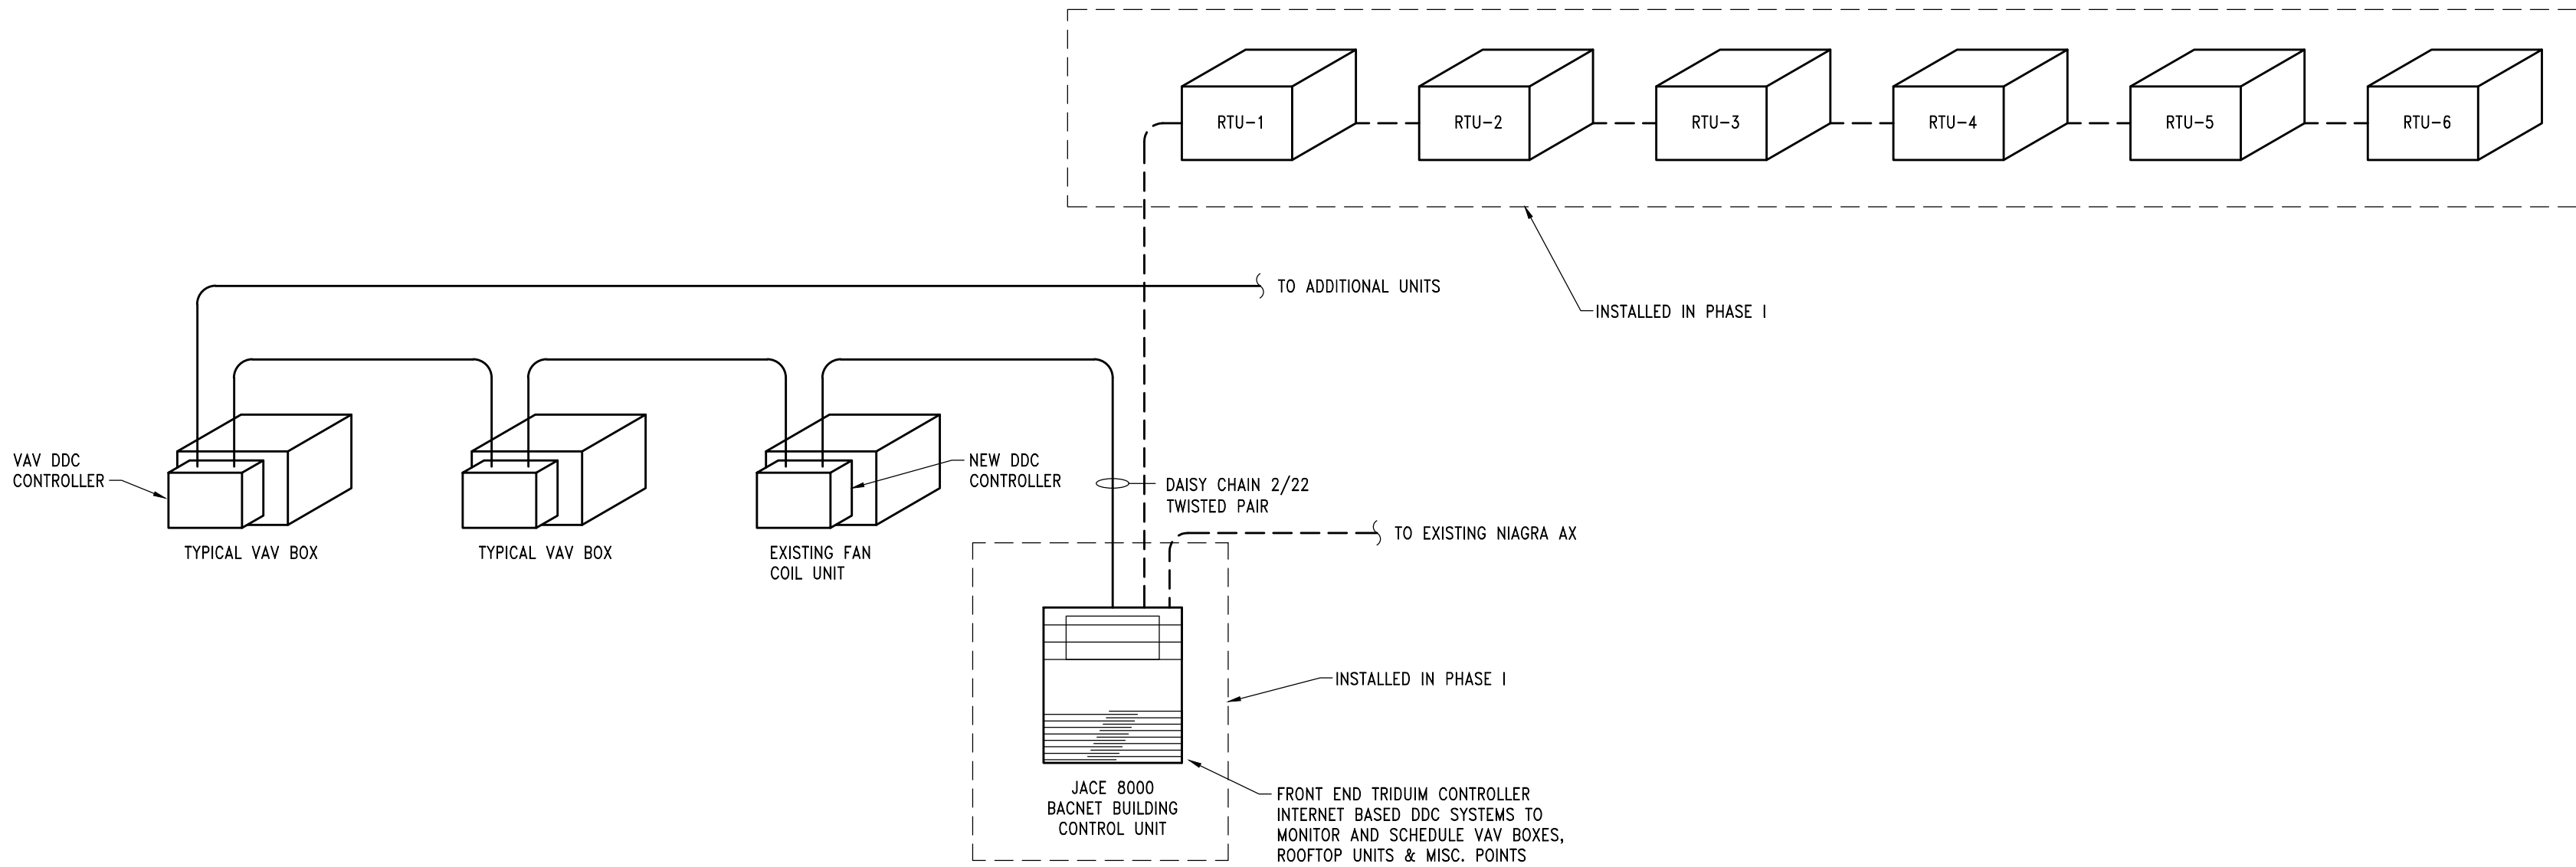 RTU-1
RTU-2
RTU-3
RTU-4
RTU-5
RTU-6
TO ADDITIONAL UNITS
INSTALLED IN PHASE I
VAV DDC
CONTROLLER
NEW DDC
CONTROLLER
DAISY CHAIN 2/22
TWISTED PAIR
TO EXISTING NIAGRA AX
TYPICAL VAV BOX
TYPICAL VAV BOX
EXISTING FAN
COIL UNIT
INSTALLED IN PHASE I
JACE 8000
BACNET BUILDING
CONTROL UNIT
FRONT END TRIDUIM CONTROLLER
INTERNET BASED DDC SYSTEMS TO
MONITOR AND SCHEDULE VAV BOXES,
ROOFTOP UNITS & MISC. POINTS